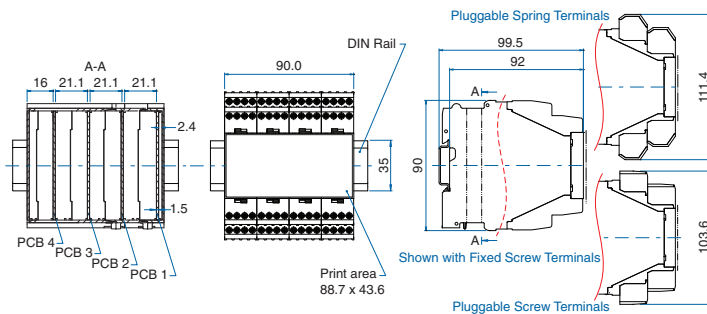 Pluggable Spring Terminals
DIN Rail
99.5
A-A
90.0
92
16 21.1 21.1 21.1
A
111.4
2.4
35
90
1.5
PCB 4
PCB 3
PCB 2
PCB 1
A
Shown with Fixed Screw Terminals
103.6
Print area
88.7 x 43.6
Pluggable Screw Terminals